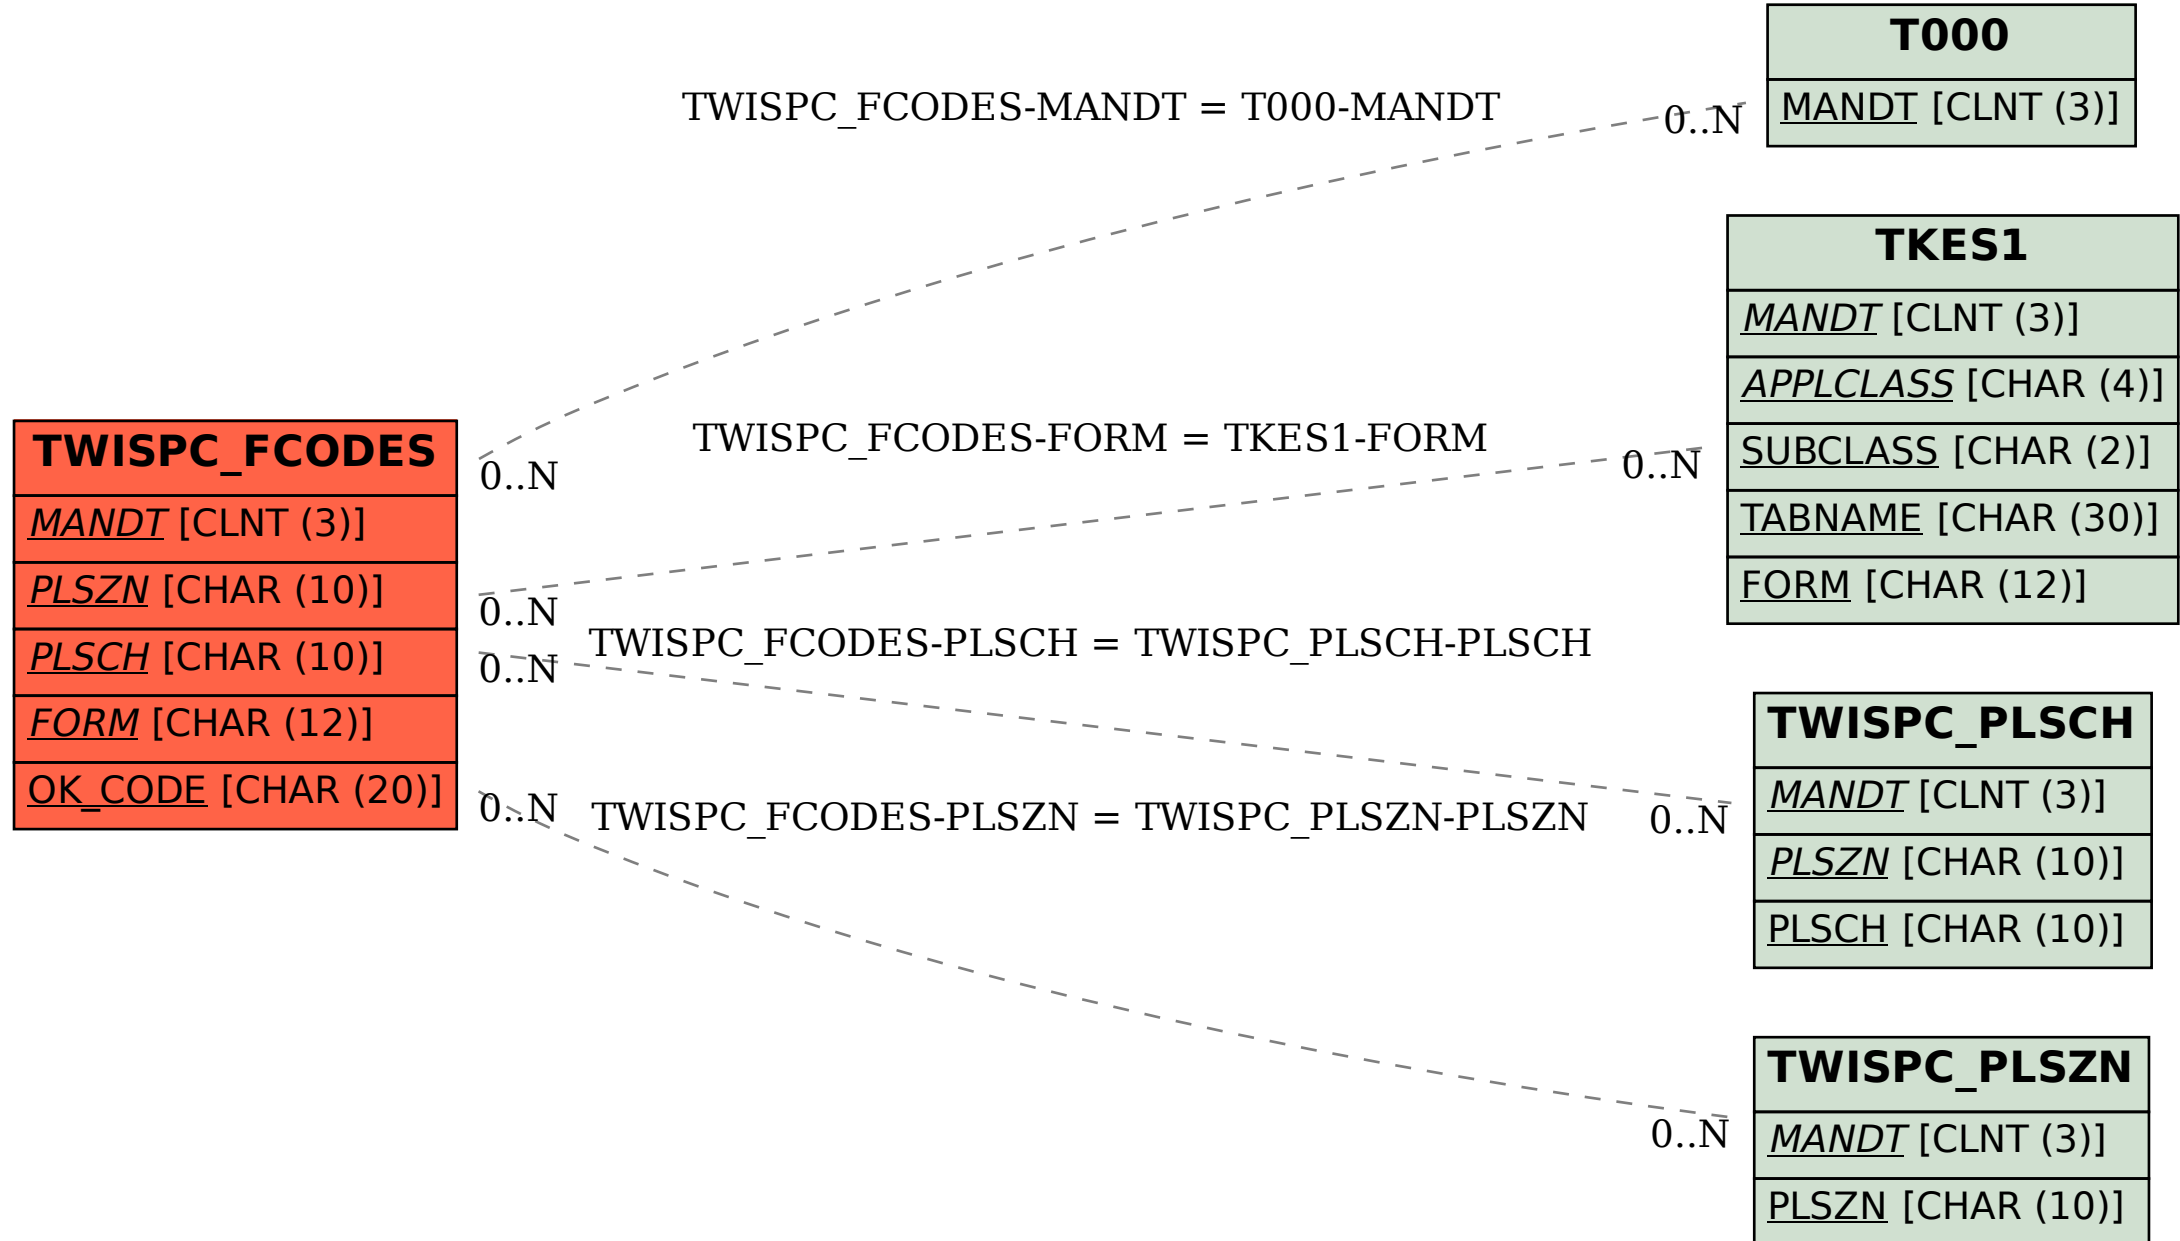 T000
MANDT [CLNT (3)]
TWISPC_FCODES-MANDT = T000-MANDT
0..N
0..N
TKES1
MANDT [CLNT (3)]
APPLCLASS [CHAR (4)]
SUBCLASS [CHAR (2)]
TABNAME [CHAR (30)]
FORM [CHAR (12)]
TWISPC_FCODES-FORM = TKES1-FORM
0..N
0..N
TWISPC_FCODES
MANDT [CLNT (3)]
PLSZN [CHAR (10)]
PLSCH [CHAR (10)]
FORM [CHAR (12)]
OK_CODE [CHAR (20)]
TWISPC_FCODES-PLSCH = TWISPC_PLSCH-PLSCH
0..N
0..N
TWISPC_PLSCH
MANDT [CLNT (3)]
PLSZN [CHAR (10)]
PLSCH [CHAR (10)]
TWISPC_FCODES-PLSZN = TWISPC_PLSZN-PLSZN
0..N
0..N
TWISPC_PLSZN
MANDT [CLNT (3)]
PLSZN [CHAR (10)]